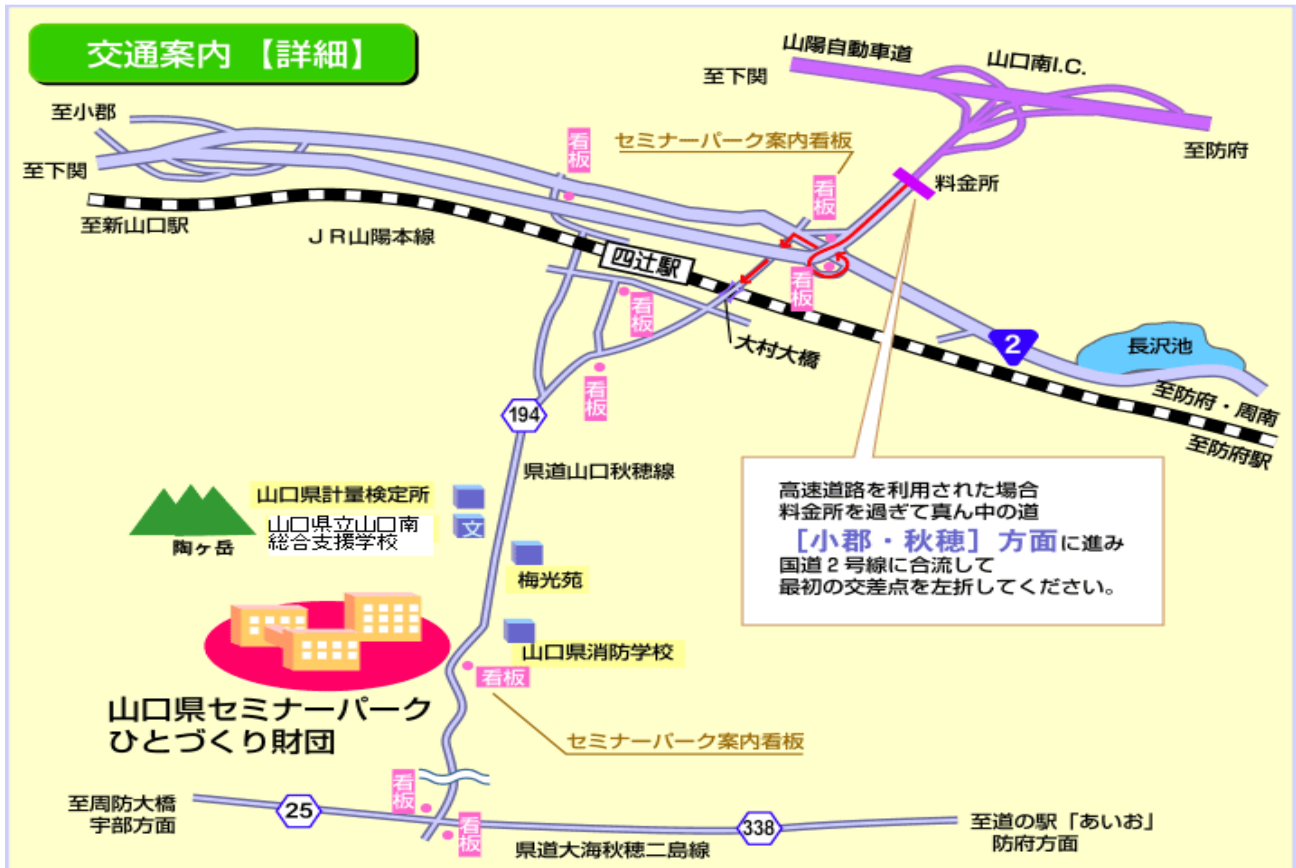 交通案内 【詳細】
山陽自動車道
山口南I.C.
至下関
至小郡
セミナーパーク案内看板
看板
至防府
至下関
看板
料金所
至新山口駅
ＪＲ山陽本線
四辻駅
看板
看板
大村大橋
2
長沢池
看板
至防府・周南
194
至防府駅
県道山口秋穂線
高速道路を利用された場合
料金所を過ぎて真ん中の道
［小郡・秋穂］方面に進み
国道２号線に合流して
最初の交差点を左折してください。
山口県計量検定所
山口県立山口南
総合支援学校
文
陶ヶ岳
梅光苑
山口県消防学校
看板
山口県セミナーパーク
ひとづくり財団
セミナーパーク案内看板
看板
至周防大橋
宇部方面
25
看板
338
至道の駅「あいお」
防府方面
県道大海秋穂二島線